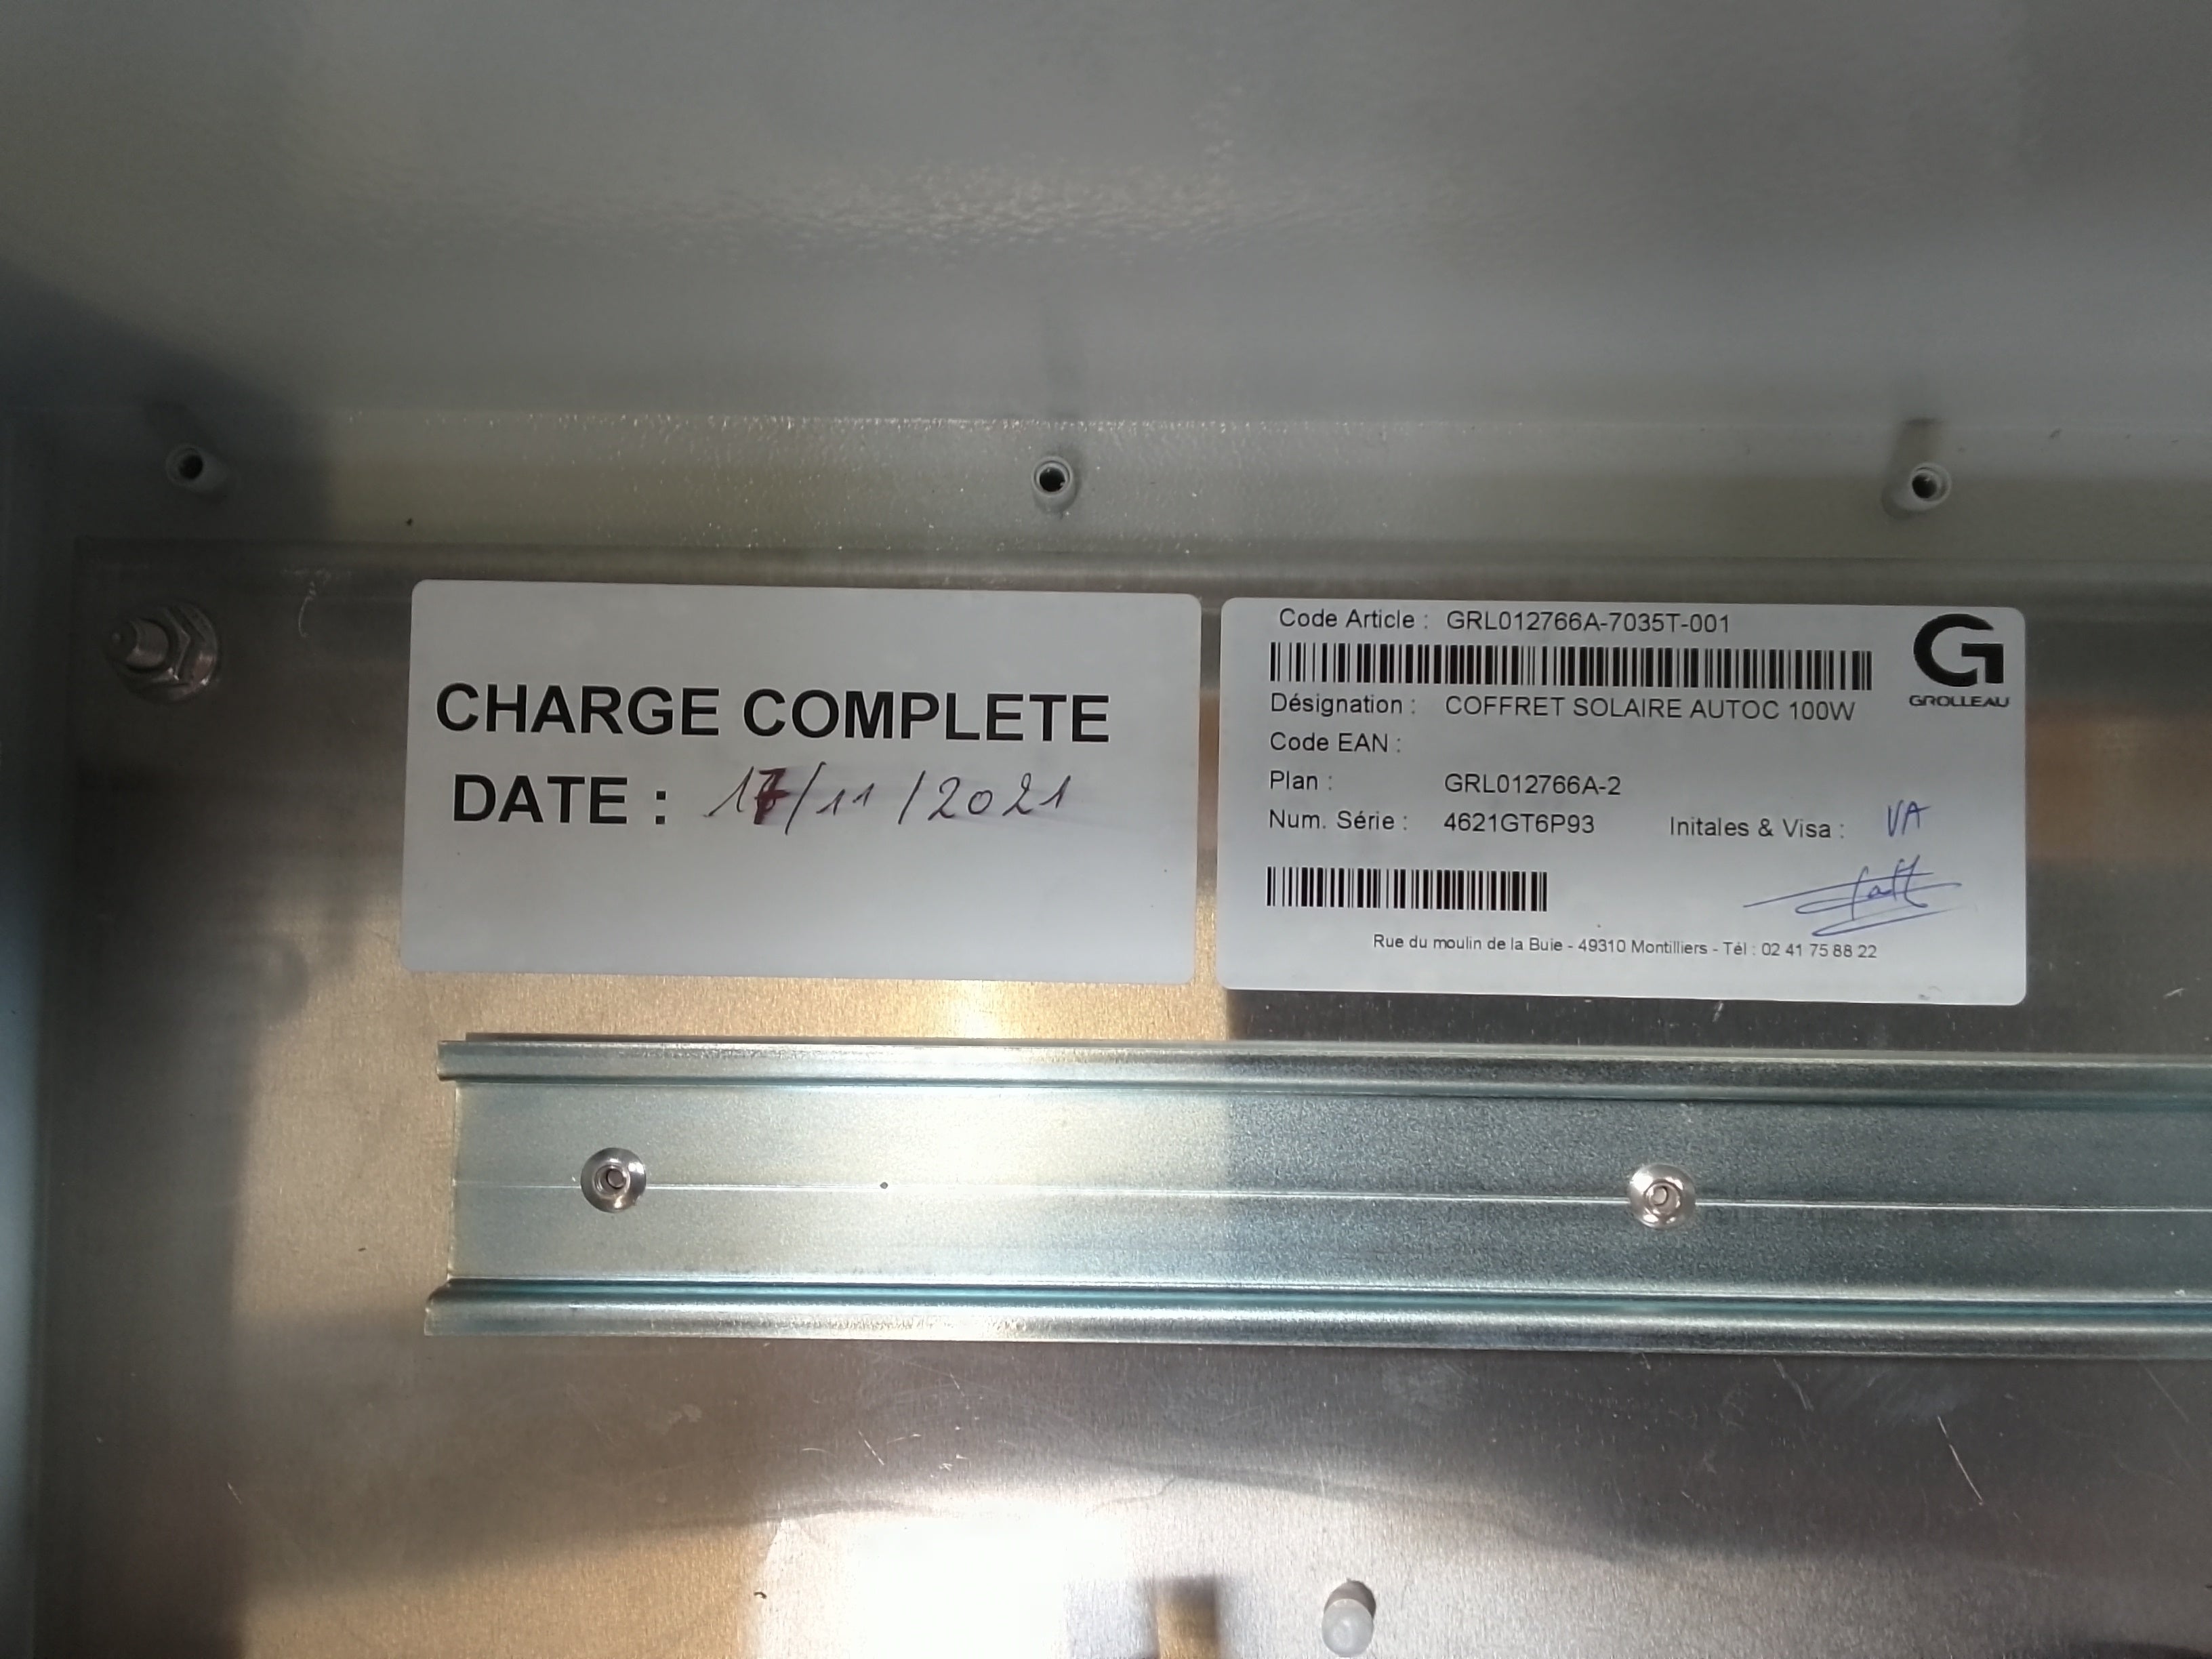 CHARGE COMPLETE
DATE : 17/11/2021
Code Article : GRL012766A-7035T-001
GROLLEAU
Désignation : COFFRET SOLAIRE AUTOC 100W
Code EAN :
Plan : GRL012766A-2
Num. Série : 4621GT6P93 Initales & Visa : VA
Rue du moulin de la Buie - 49310 Montilliers - Tél : 02 41 75 88 22